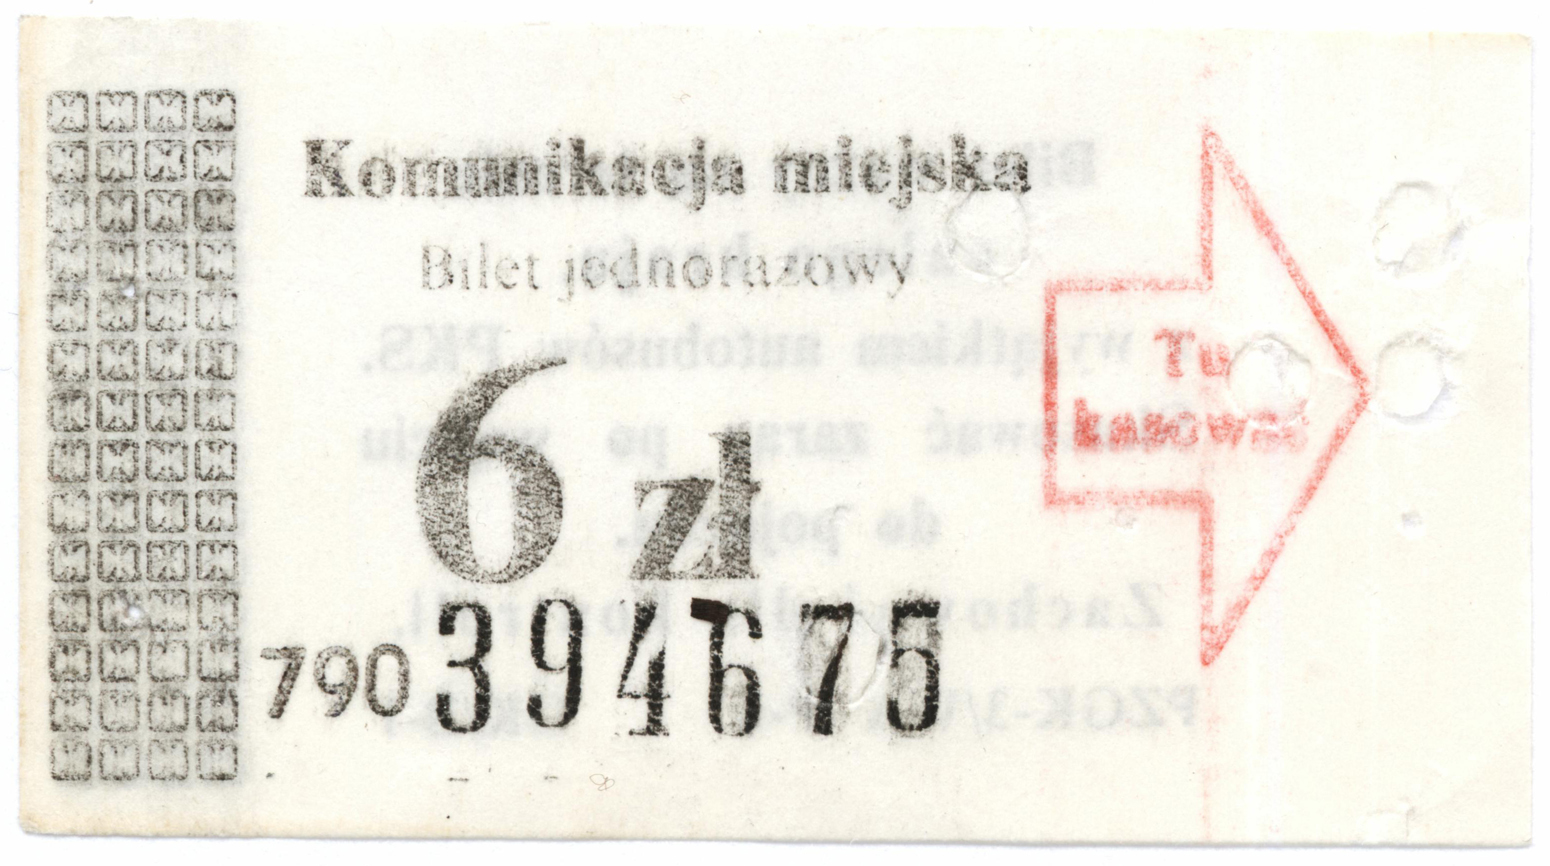 Komunikacja miejska
Bilet jednorazowy
6 zł
790 394675
Tu
kasować